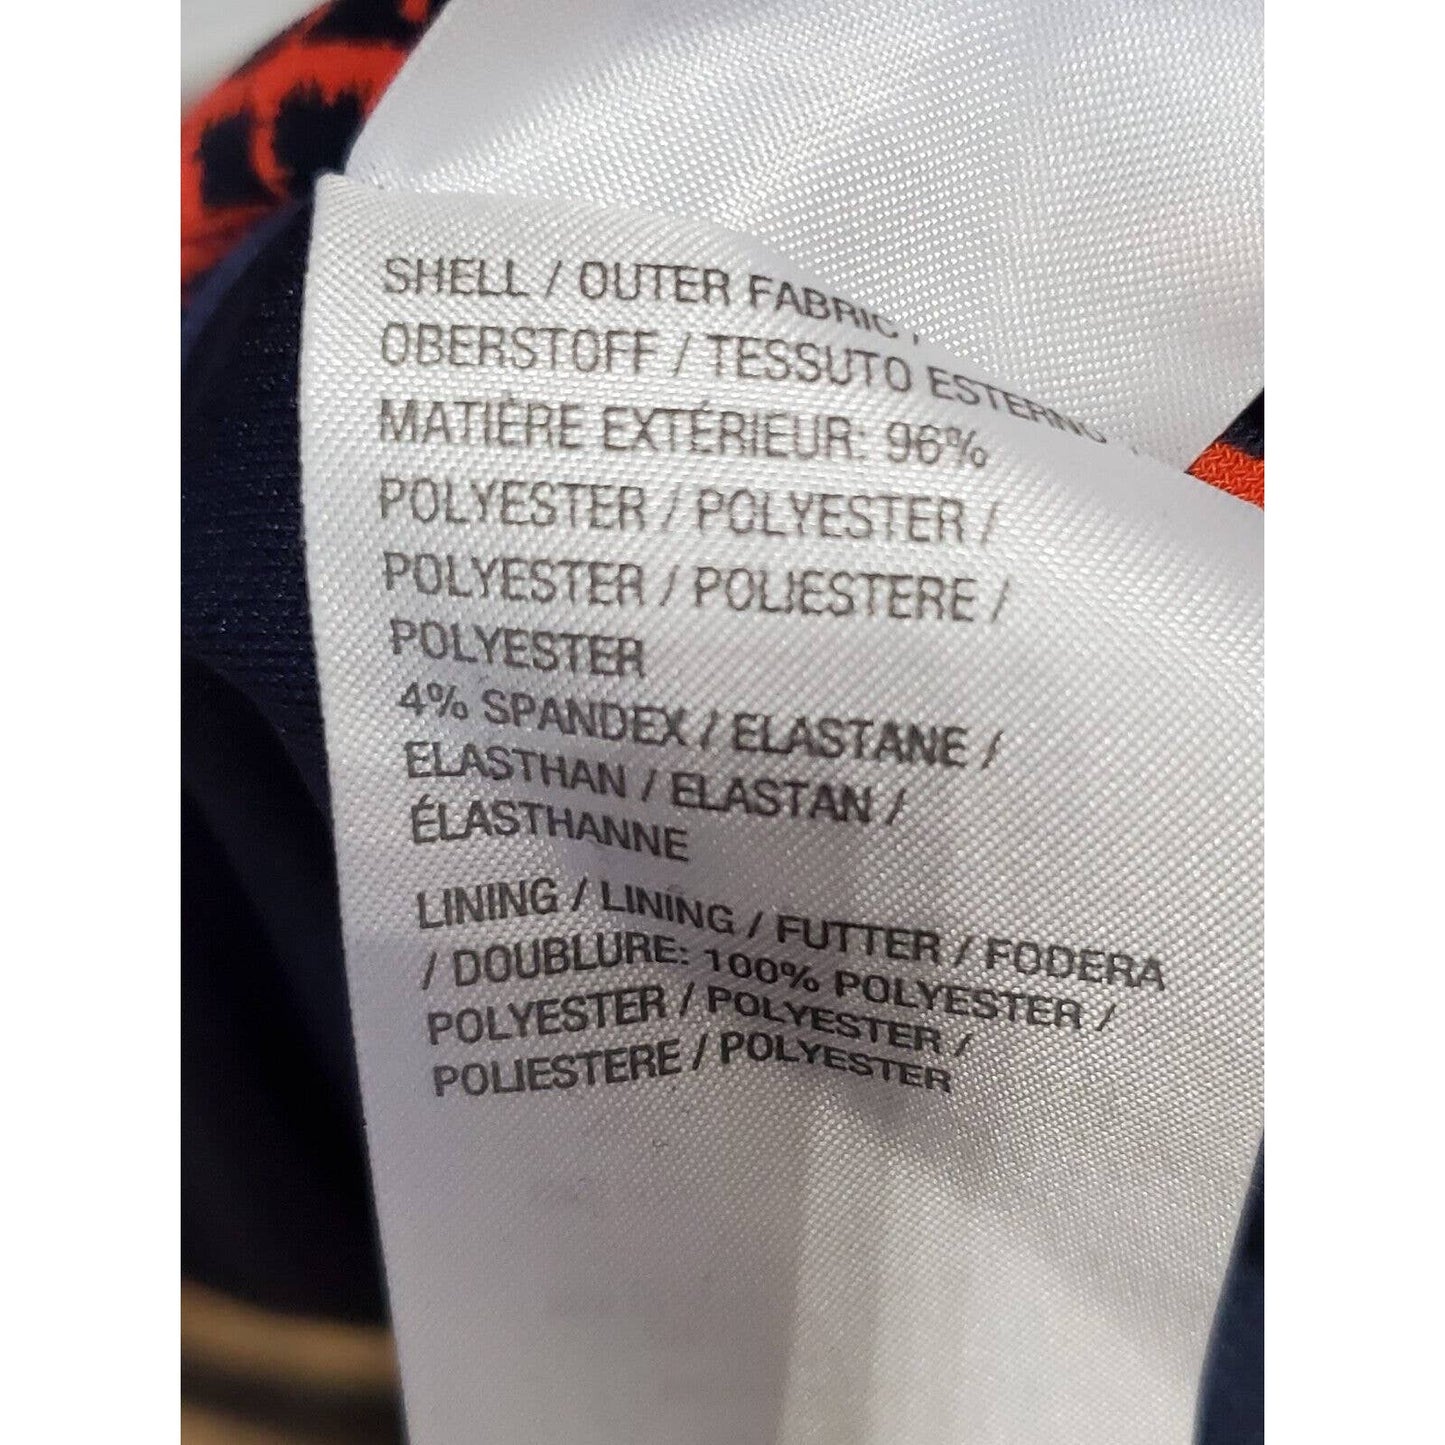 SHELL / OUTER FABRIC /
OBERSTOFF / TESSUTO ESTERNO
MATIÈRE EXTÉRIEUR: 96%
POLYESTER / POLYESTER /
POLYESTER / POLIESTERE /
POLYESTER
4% SPANDEX / ELASTANE /
ELASTHAN / ELASTAN /
ÉLASTHANNE
LINING / LINING / FUTTER / FODERA
/ DOUBLURE: 100% POLYESTER /
POLYESTER / POLYESTER /
POLIESTERE / POLYESTER